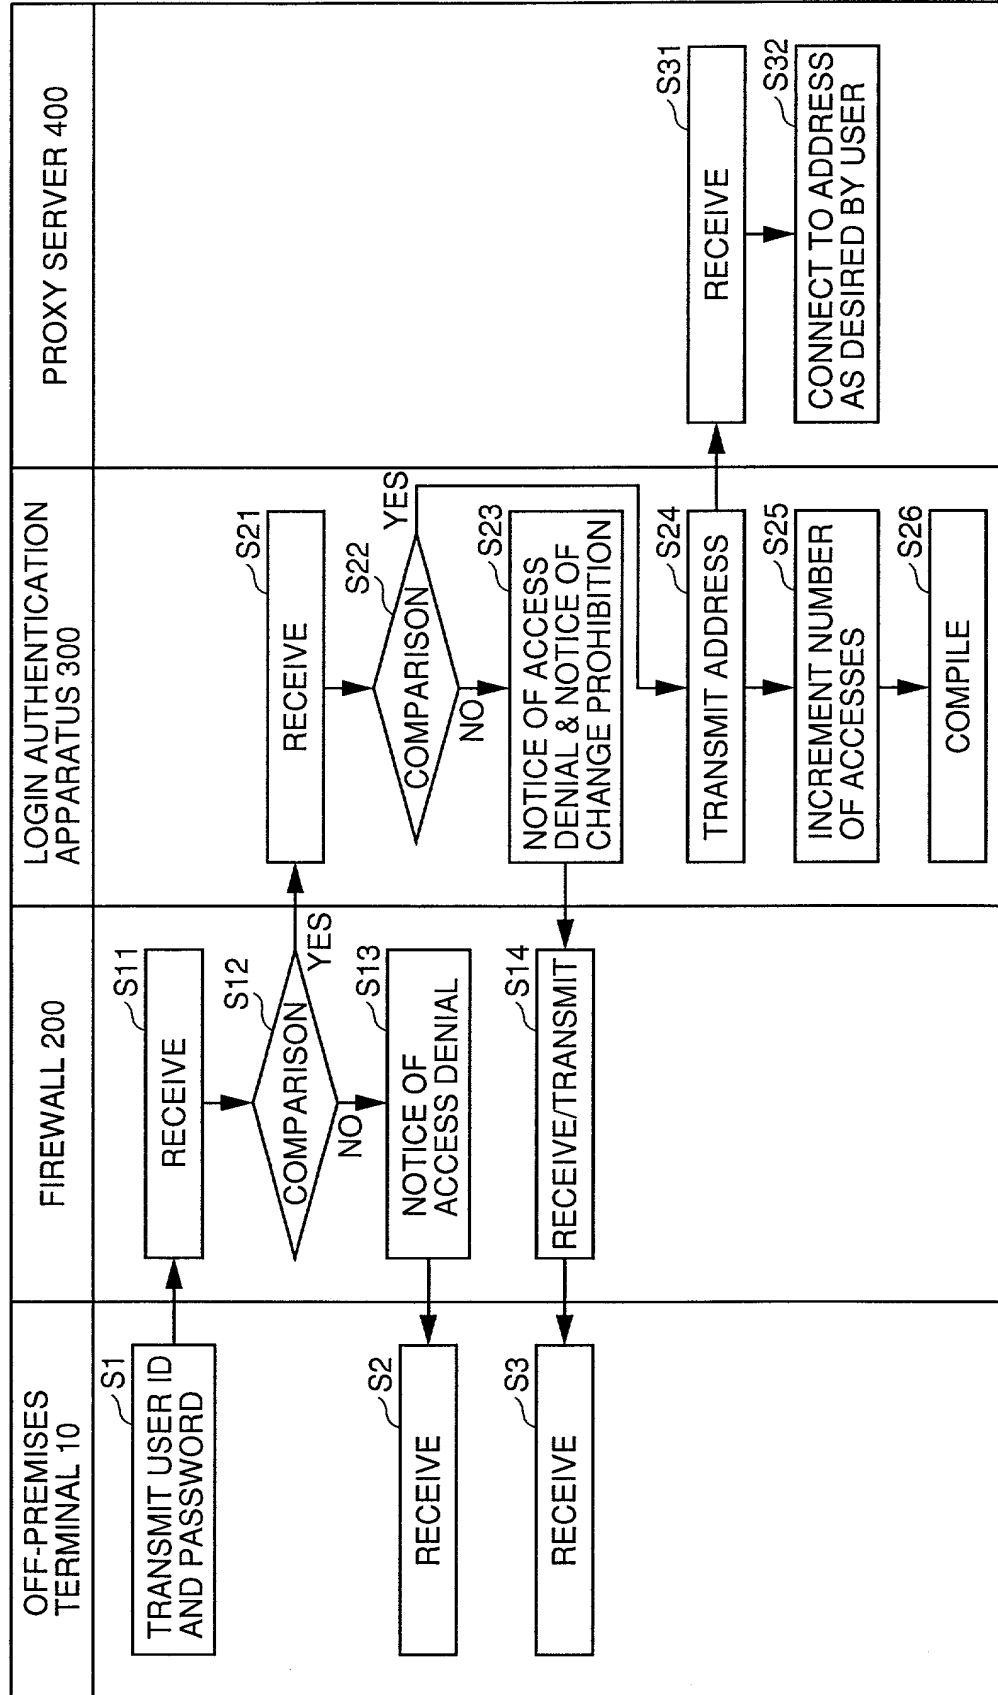 OFF-PREMISES
TERMINAL 10
FIREWALL 200
LOGIN AUTHENTICATION
APPARATUS 300
PROXY SERVER 400
S1
TRANSMIT USER ID
AND PASSWORD
S11
RECEIVE
S12
COMPARISON
YES
NO
S13
NOTICE OF
ACCESS DENIAL
S2
RECEIVE
S21
RECEIVE
S22
COMPARISON
YES
NO
S23
NOTICE OF ACCESS
DENIAL & NOTICE OF
CHANGE PROHIBITION
S14
RECEIVE/TRANSMIT
S3
RECEIVE
S24
TRANSMIT ADDRESS
S31
RECEIVE
S25
INCREMENT NUMBER
OF ACCESSES
S32
CONNECT TO ADDRESS
AS DESIRED BY USER
S26
COMPILE